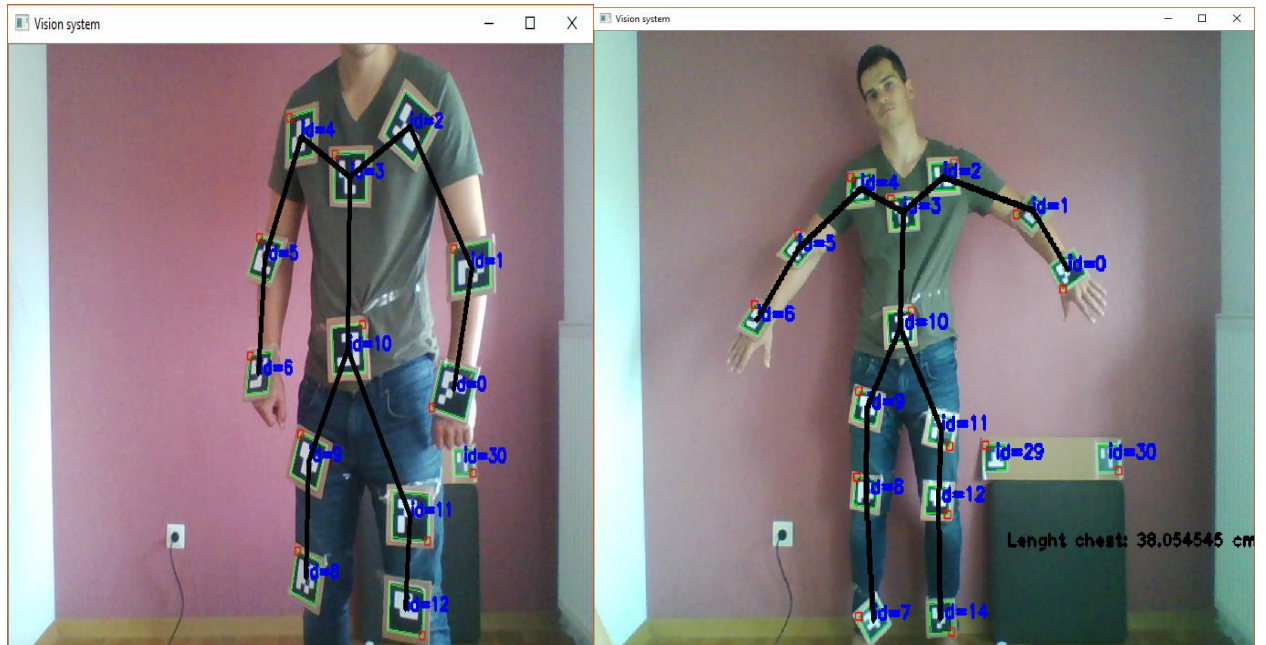 Vision system
id=4
id=2
id=3
id=5
id=1
id=10
id=6
id=0
id=9
id=30
id=11
id=8
id=12
Vision system
id=2
id=4
id=3
id=1
id=5
id=0
id=6
id=10
id=9
id=11
id=29
id=30
id=8
id=12
Lenght chest: 38.054545 cm
id=7
id=14